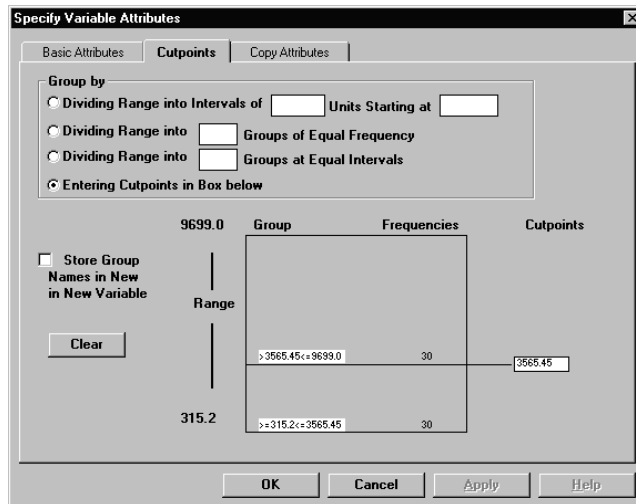 Specify Variable Attributes
Basic Attributes Cutpoints Copy Attributes
Group by
Dividing Range into Intervals of Units Starting at
Dividing Range into Groups of Equal Frequency
Dividing Range into Groups at Equal Intervals
Entering Cutpoints in Box below
9699.0 Group Frequencies Cutpoints
Store Group
Names in New
in New Variable
Range
Clear
>3565.45<=9699.0 30
3565.45
315.2
>=315.2<=3565.45 30
OK Cancel Apply Help